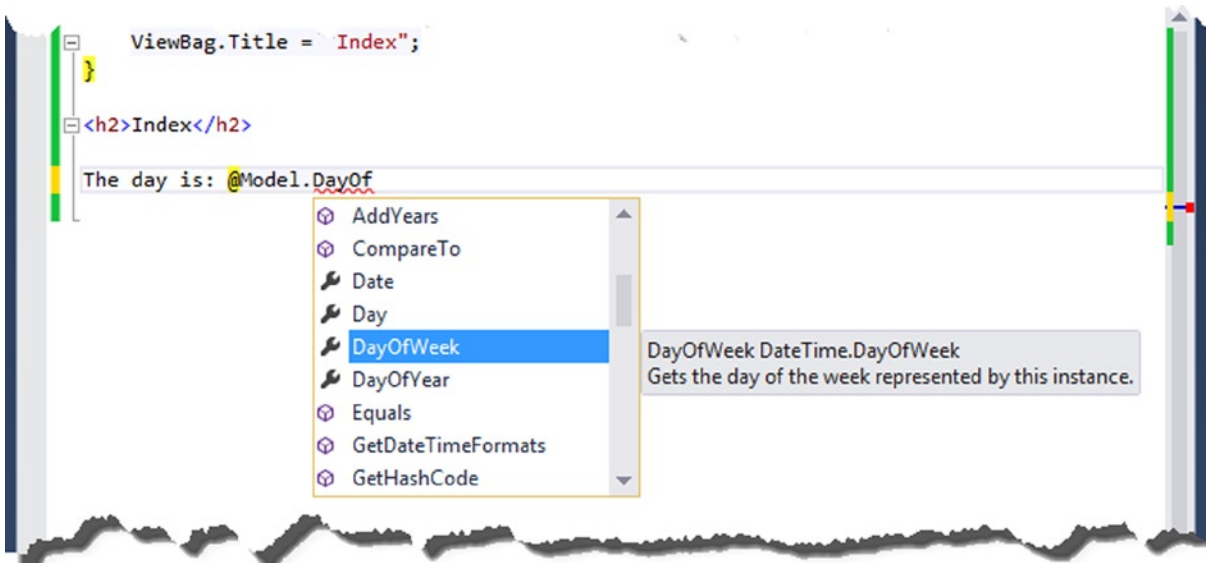 ViewBag.Title = "Index";
}
<h2>Index</h2>
The day is: @Model.DayOf
AddYears
CompareTo
Date
Day
DayOfWeek
DayOfYear
Equals
GetDateTimeFormats
GetHashCode
DayOfWeek DateTime.DayOfWeek
Gets the day of the week represented by this instance.